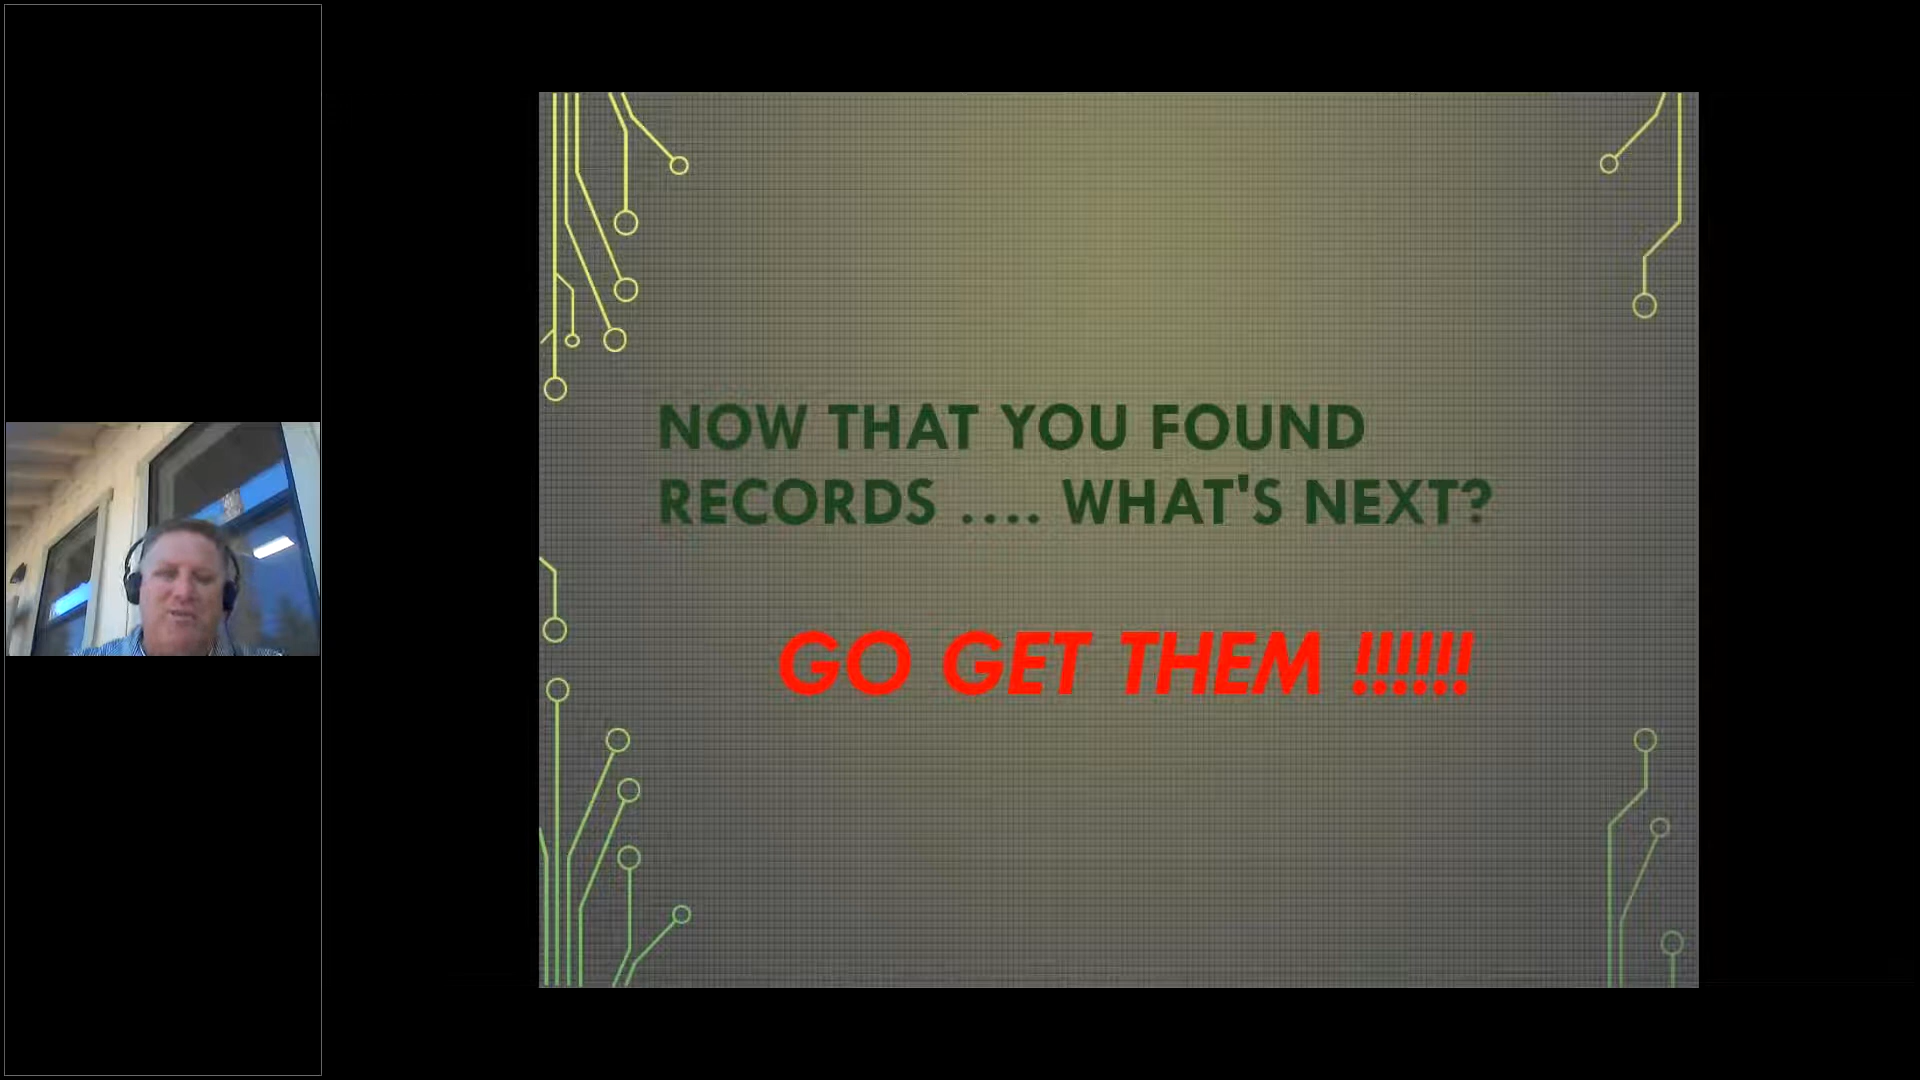 NOW THAT YOU FOUND
RECORDS .... WHAT'S NEXT?
GO GET THEM !!!!!!